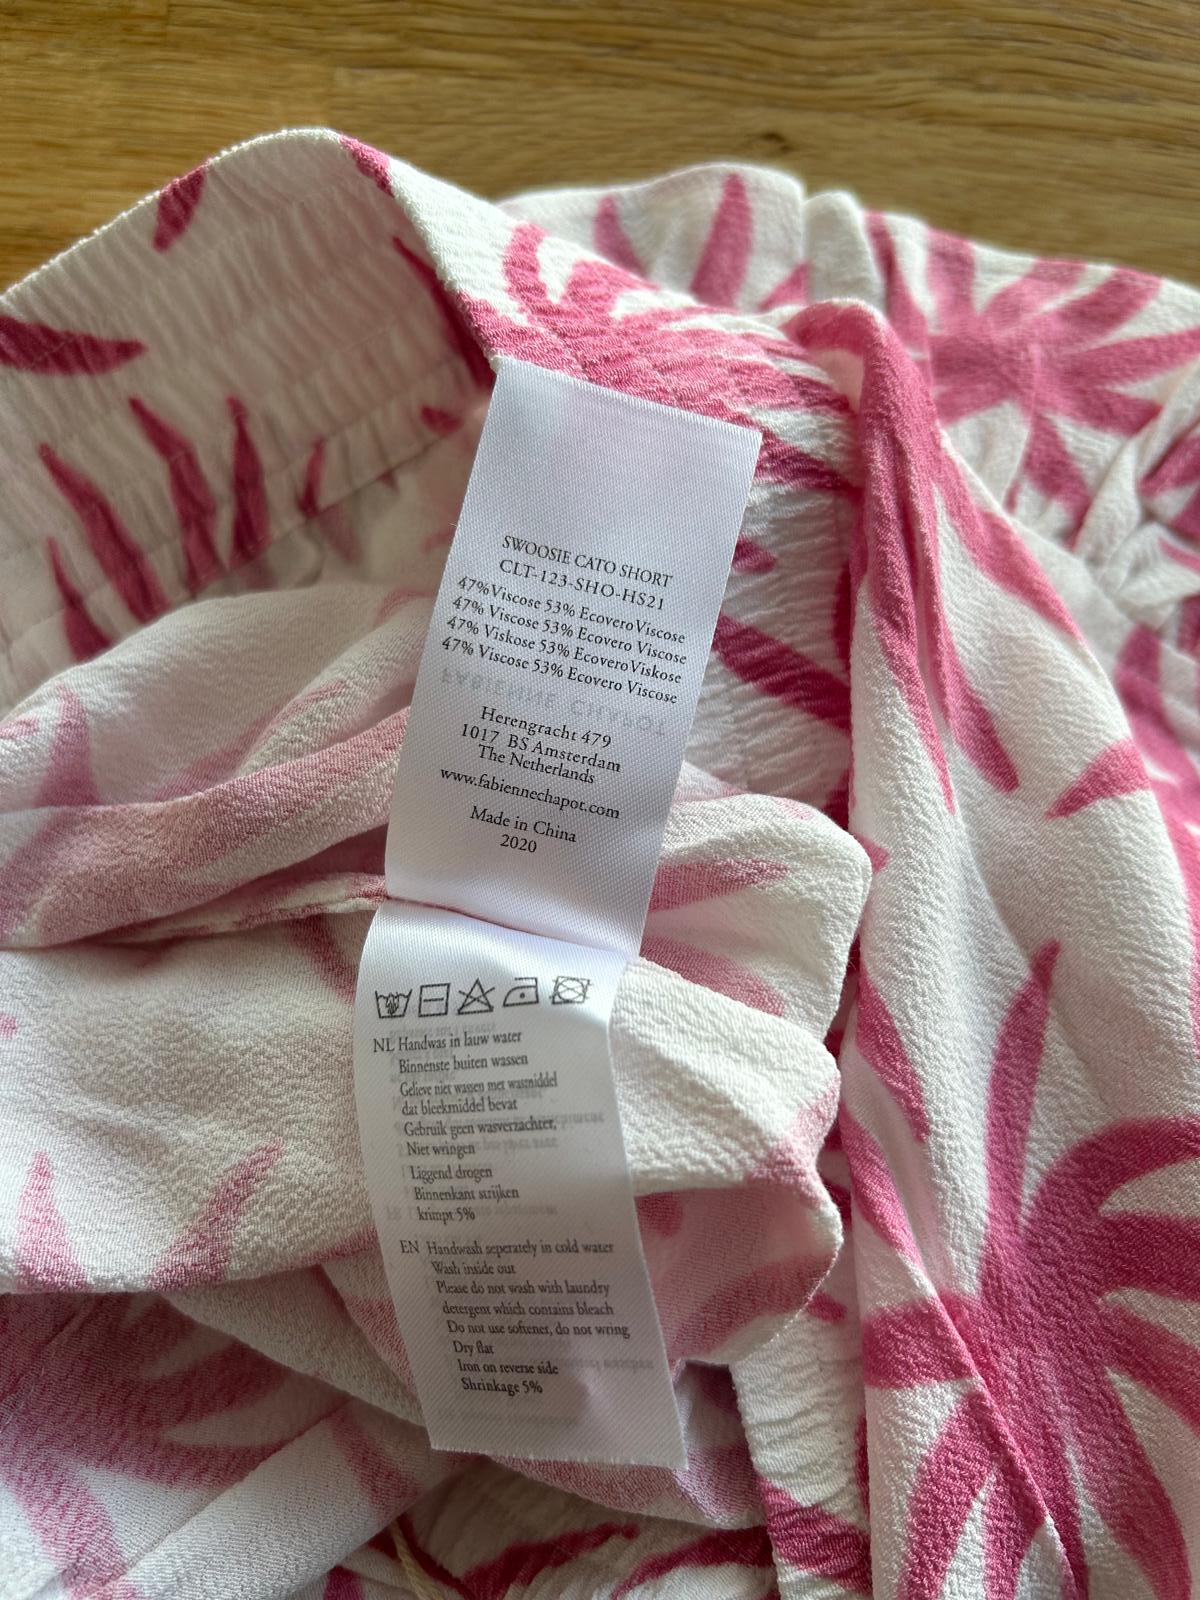 SWOOSIE CATO SHORT
CLT-123-SHO-HS21
47%Viscose 53% EcoveroViscose
47% Viscose 53% Ecovero Viscose
47% Viskose 53% EcoveroViskose
47% Viscose 53% Ecovero Viscose
FABIENNE CHAPOT
Herengracht 479
1017 BS Amsterdam
The Netherlands
www.fabiennechapot.com
Made in China
2020
NL Handwas in lauw water
Binnenste buiten wassen
Gelieve niet wassen met wasmiddel
dat bleekmiddel bevat
Gebruik geen wasverzachter,
Niet wringen
Liggend drogen
Binnenkant strijken
krimpt 5%
EN Handwash seperately in cold water
Wash inside out
Please do not wash with laundry
detergent which contains bleach
Do not use softener, do not wring
Dry flat
Iron on reverse side
Shrinkage 5%